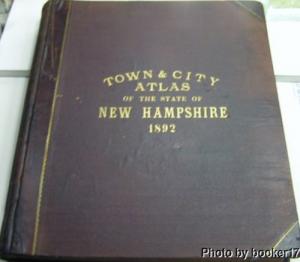 TOWN & CITY
ATLAS
OF THE STATE OF
NEW HAMPSHIRE
1892
Photo by booker17